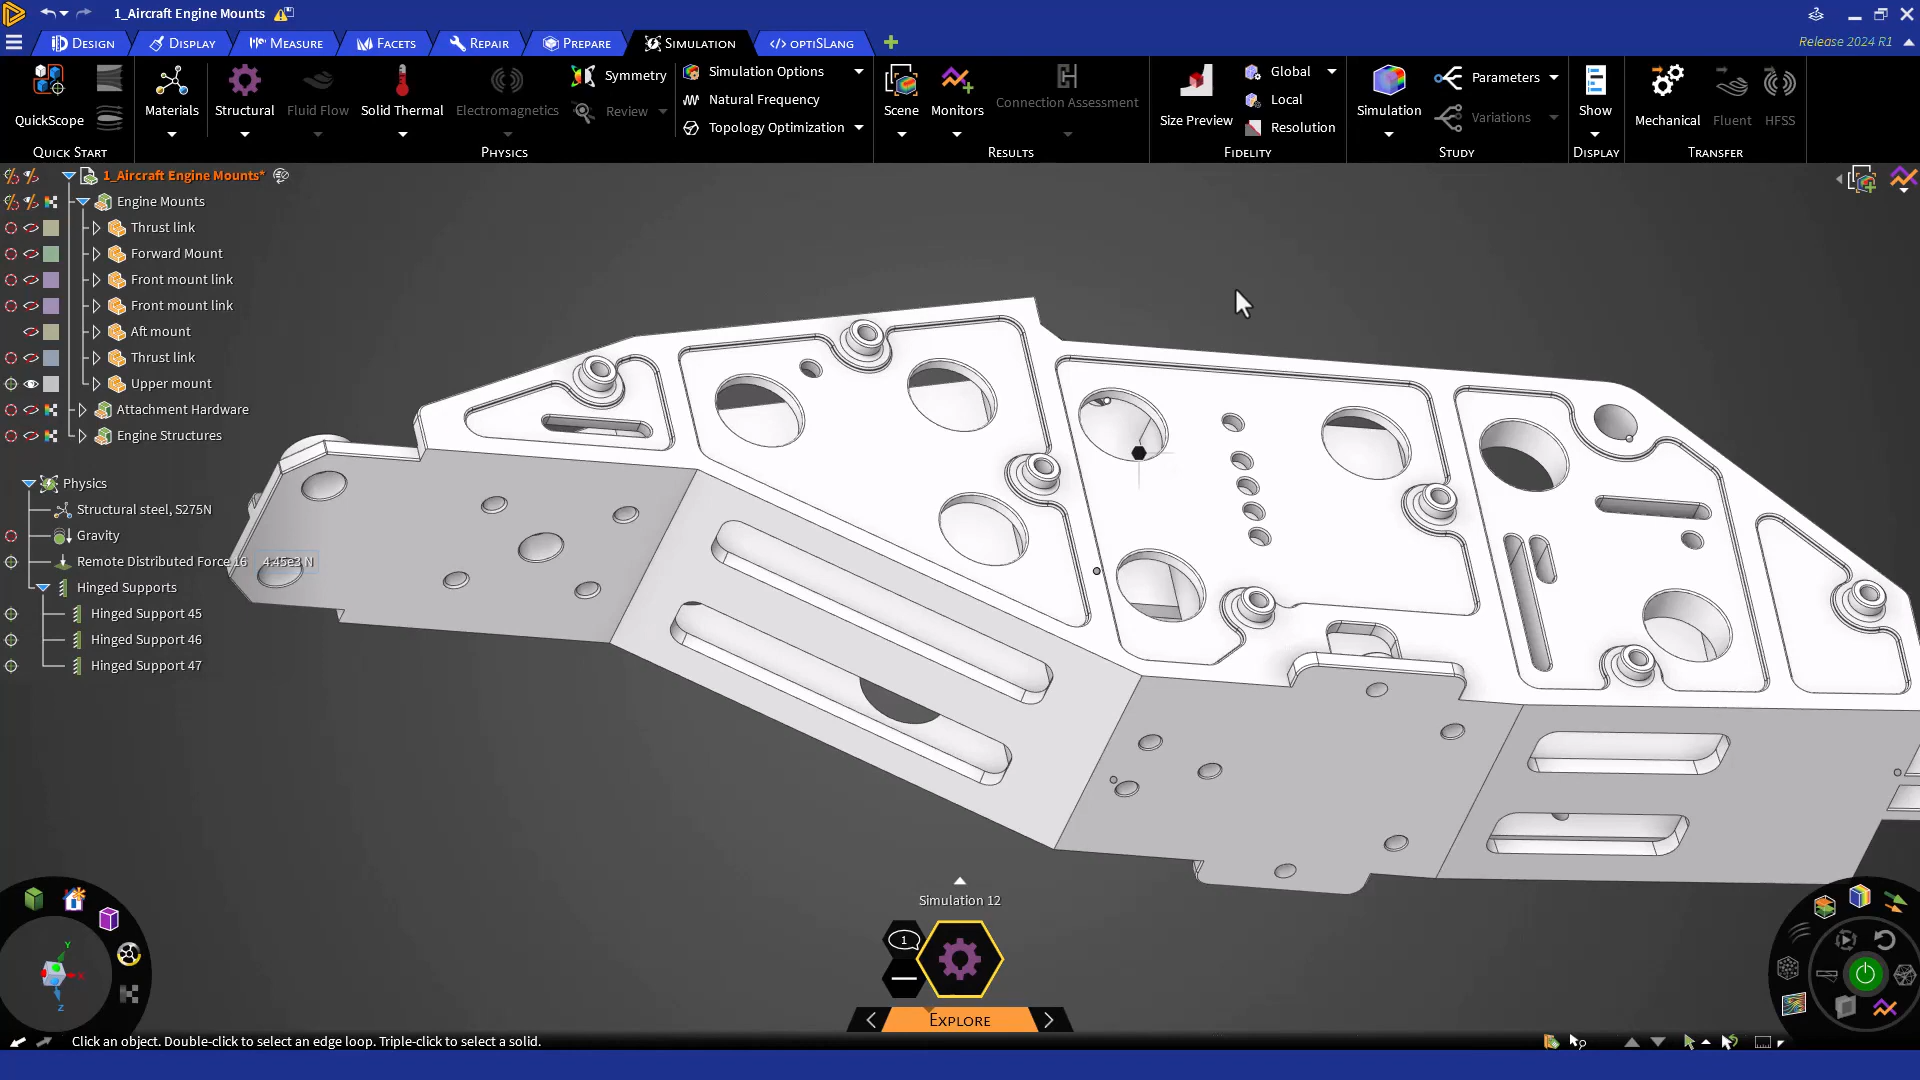 1_Aircraft Engine Mounts
Design
Display
Measure
Facets
Repair
Prepare
Simulation
optiSLang
Release 2024 R1
QuickScope
Quick Start
Materials
Structural
Fluid Flow
Solid Thermal
Electromagnetics
Symmetry
Review
Physics
Simulation Options
Natural Frequency
Topology Optimization
Scene
Monitors
Connection Assessment
Results
Size Preview
Global
Local
Resolution
Fidelity
Simulation
Parameters
Variations
Study
Show
Display
Mechanical
Fluent
HFSS
Transfer
1_Aircraft Engine Mounts*
Engine Mounts
Thrust link
Forward Mount
Front mount link
Front mount link
Aft mount
Thrust link
Upper mount
Attachment Hardware
Engine Structures
Physics
Structural steel, S275N
Gravity
Remote Distributed Force 16 4.45e3 N
Hinged Supports
Hinged Support 45
Hinged Support 46
Hinged Support 47
Simulation 12
1
Explore
Y
X
Z
Click an object. Double-click to select an edge loop. Triple-click to select a solid.